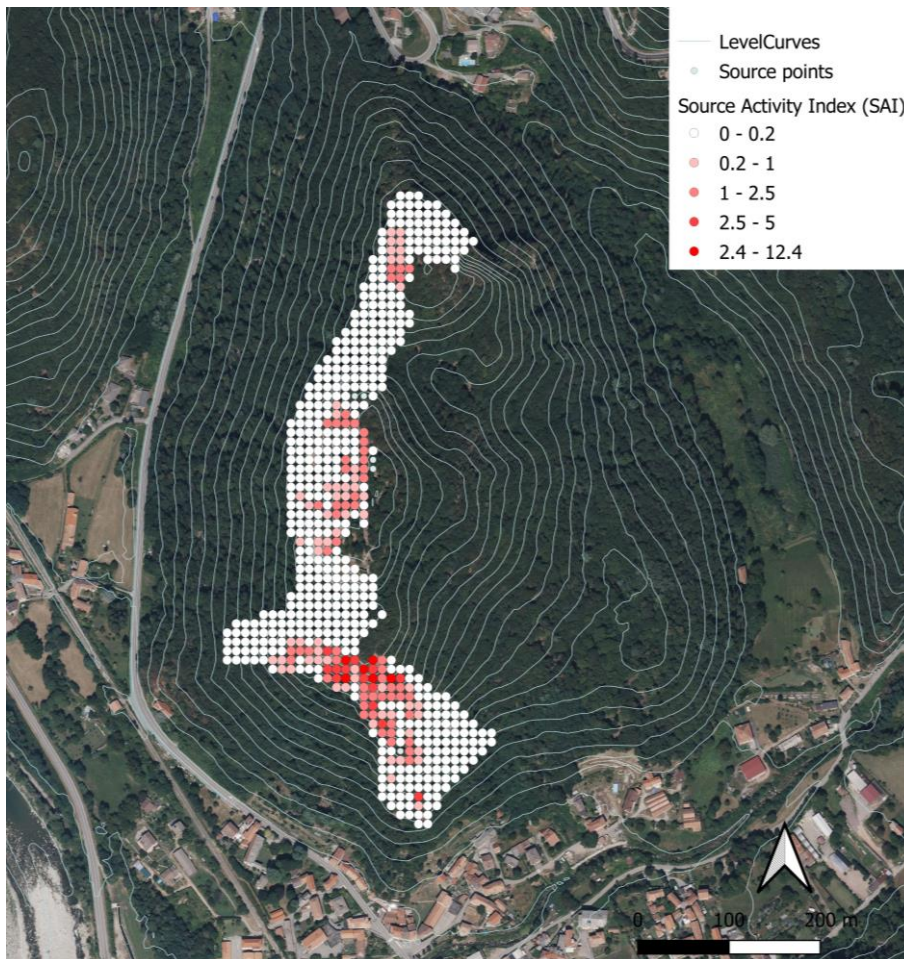 LevelCurves
Source points
Source Activity Index (SAI)
0 - 0.2
0.2 - 1
1 - 2.5
2.5 - 5
2.4 - 12.4
0 100 200 m